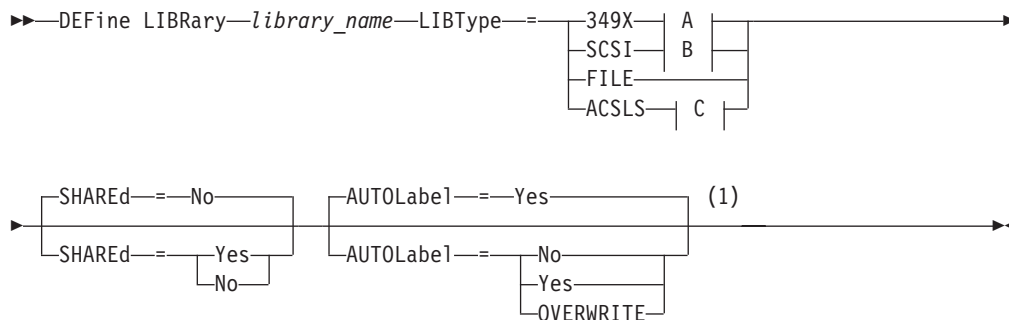 DEFine LIBRary library_name LIBType = 349X A
SCSI B
FILE
ACSLS C
SHAREd = No AUTOLabel = Yes (1)
SHAREd = Yes AUTOLabel = No
No Yes
OVERWRITE